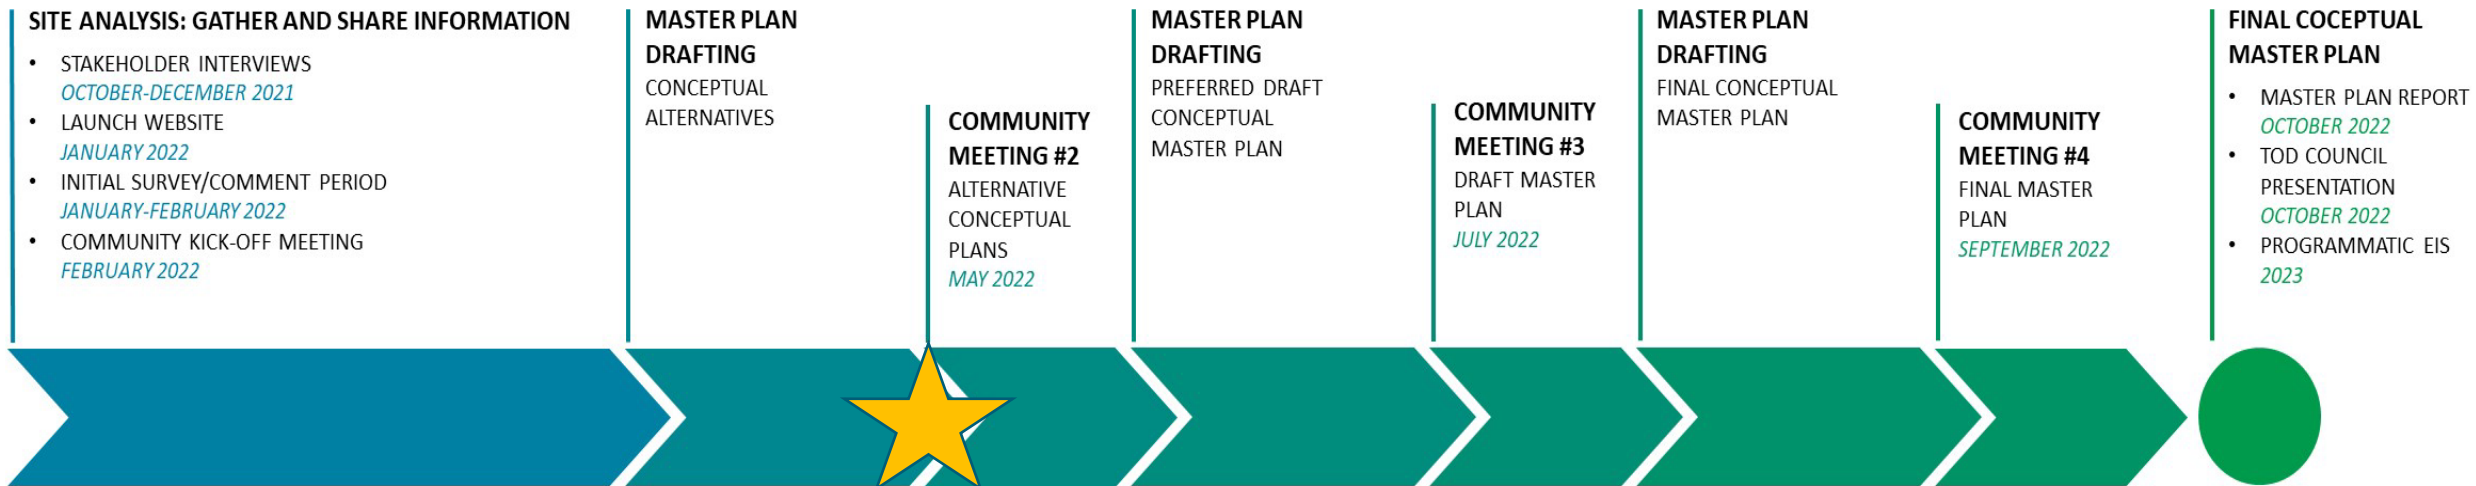 SITE ANALYSIS: GATHER AND SHARE INFORMATION
• STAKEHOLDER INTERVIEWS
OCTOBER-DECEMBER 2021
• LAUNCH WEBSITE
JANUARY 2022
• INITIAL SURVEY/COMMENT PERIOD
JANUARY-FEBRUARY 2022
• COMMUNITY KICK-OFF MEETING
FEBRUARY 2022
MASTER PLAN
DRAFTING
CONCEPTUAL
ALTERNATIVES
COMMUNITY
MEETING #2
ALTERNATIVE
CONCEPTUAL
PLANS
MAY 2022
MASTER PLAN
DRAFTING
PREFERRED DRAFT
CONCEPTUAL
MASTER PLAN
COMMUNITY
MEETING #3
DRAFT MASTER
PLAN
JULY 2022
MASTER PLAN
DRAFTING
FINAL CONCEPTUAL
MASTER PLAN
COMMUNITY
MEETING #4
FINAL MASTER
PLAN
SEPTEMBER 2022
FINAL COCEPTUAL
MASTER PLAN
• MASTER PLAN REPORT
OCTOBER 2022
• TOD COUNCIL
PRESENTATION
OCTOBER 2022
• PROGRAMMATIC EIS
2023